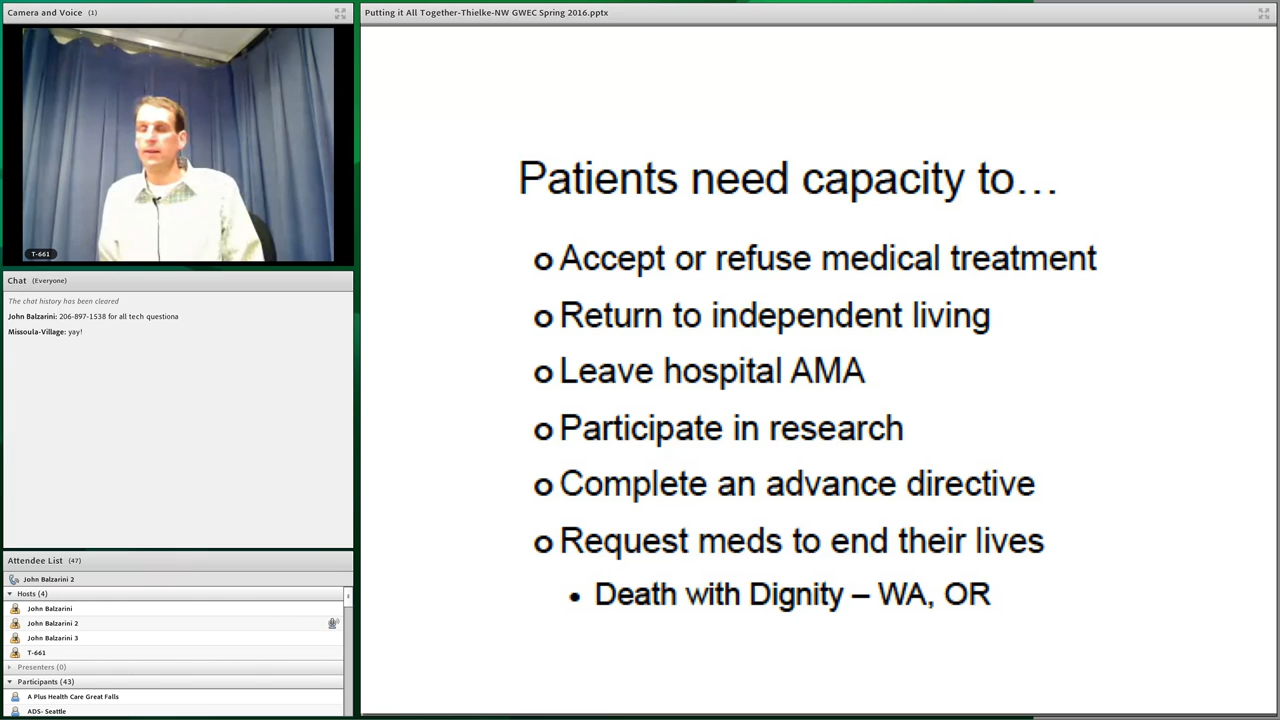 Camera and Voice (1)
T-661
Chat (Everyone)
The chat history has been cleared
John Balzarini: 206-897-1538 for all tech questiona
Missoula-Village: yay!
Attendee List (47)
John Balzarini 2
Hosts (4)
John Balzarini
John Balzarini 2
John Balzarini 3
T-661
Presenters (0)
Participants (43)
A Plus Health Care Great Falls
ADS- Seattle
Putting it All Together-Thielke-NW GWEC Spring 2016.pptx
Patients need capacity to…
o Accept or refuse medical treatment
o Return to independent living
o Leave hospital AMA
o Participate in research
o Complete an advance directive
o Request meds to end their lives
• Death with Dignity – WA, OR